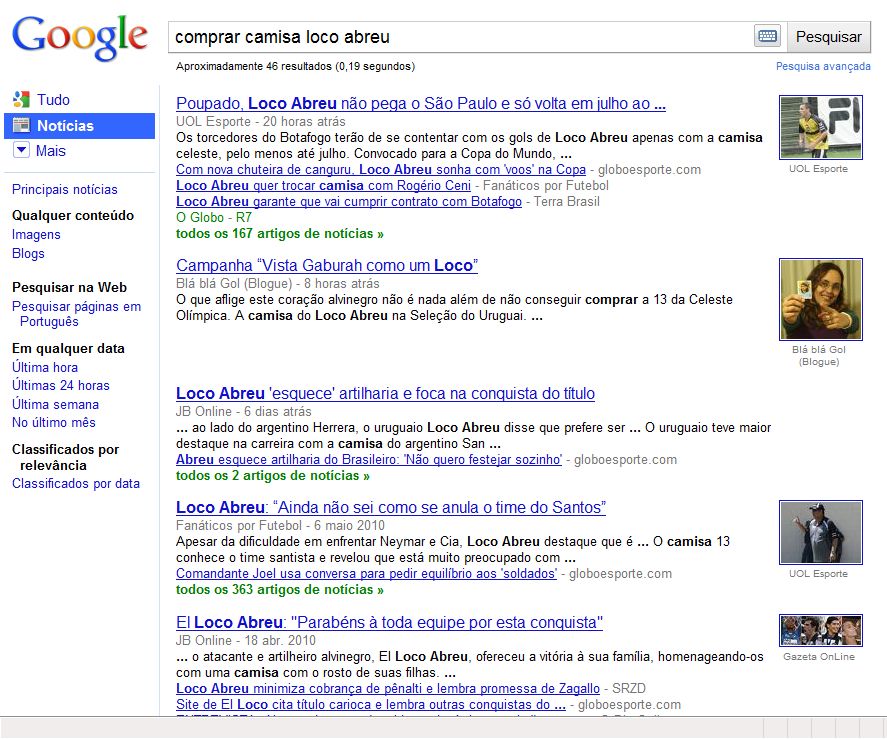 Google
comprar camisa loco abreu
Pesquisar
Aproximadamente 46 resultados (0,19 segundos)
Pesquisa avançada
Tudo
Notícias
Mais
Principais notícias
Qualquer conteúdo
Imagens
Blogs
Pesquisar na Web
Pesquisar páginas em
Português
Em qualquer data
Última hora
Últimas 24 horas
Última semana
No último mês
Classificados por
relevância
Classificados por data
Poupado, Loco Abreu não pega o São Paulo e só volta em julho ao ...
UOL Esporte - 20 horas atrás
Os torcedores do Botafogo terão de se contentar com os gols de Loco Abreu apenas com a camisa
celeste, pelo menos até julho. Convocado para a Copa do Mundo, ...
Com nova chuteira de canguru, Loco Abreu sonha com 'voos' na Copa - globoesporte.com
Loco Abreu quer trocar camisa com Rogério Ceni - Fanáticos por Futebol
Loco Abreu garante que vai cumprir contrato com Botafogo - Terra Brasil
O Globo - R7
todos os 167 artigos de notícias »
UOL Esporte
Campanha “Vista Gaburah como um Loco”
Blá blá Gol (Blogue) - 8 horas atrás
O que aflige este coração alvinegro não é nada além de não conseguir comprar a 13 da Celeste
Olímpica. A camisa do Loco Abreu na Seleção do Uruguai. ...
Blá blá Gol
(Blogue)
Loco Abreu 'esquece' artilharia e foca na conquista do título
JB Online - 6 dias atrás
... ao lado do argentino Herrera, o uruguaio Loco Abreu disse que prefere ser ... O uruguaio teve maior
destaque na carreira com a camisa do argentino San ...
Abreu esquece artilharia do Brasileiro: 'Não quero festejar sozinho' - globoesporte.com
todos os 2 artigos de notícias »
Loco Abreu: “Ainda não sei como se anula o time do Santos”
Fanáticos por Futebol - 6 maio 2010
Apesar da dificuldade em enfrentar Neymar e Cia, Loco Abreu destaque que é ... O camisa 13
conhece o time santista e revelou que está muito preocupado com ...
Comandante Joel usa conversa para pedir equilíbrio aos 'soldados' - globoesporte.com
todos os 363 artigos de notícias »
UOL Esporte
El Loco Abreu: "Parabéns à toda equipe por esta conquista"
JB Online - 18 abr. 2010
... o atacante e artilheiro alvinegro, El Loco Abreu, ofereceu a vitória à sua família, homenageando-os
com uma camisa com o rosto de suas filhas. ...
Loco Abreu minimiza cobrança de pênalti e lembra promessa de Zagallo - SRZD
Site de El Loco cita título carioca e lembra outras conquistas do ... - globoesporte.com
Gazeta OnLine